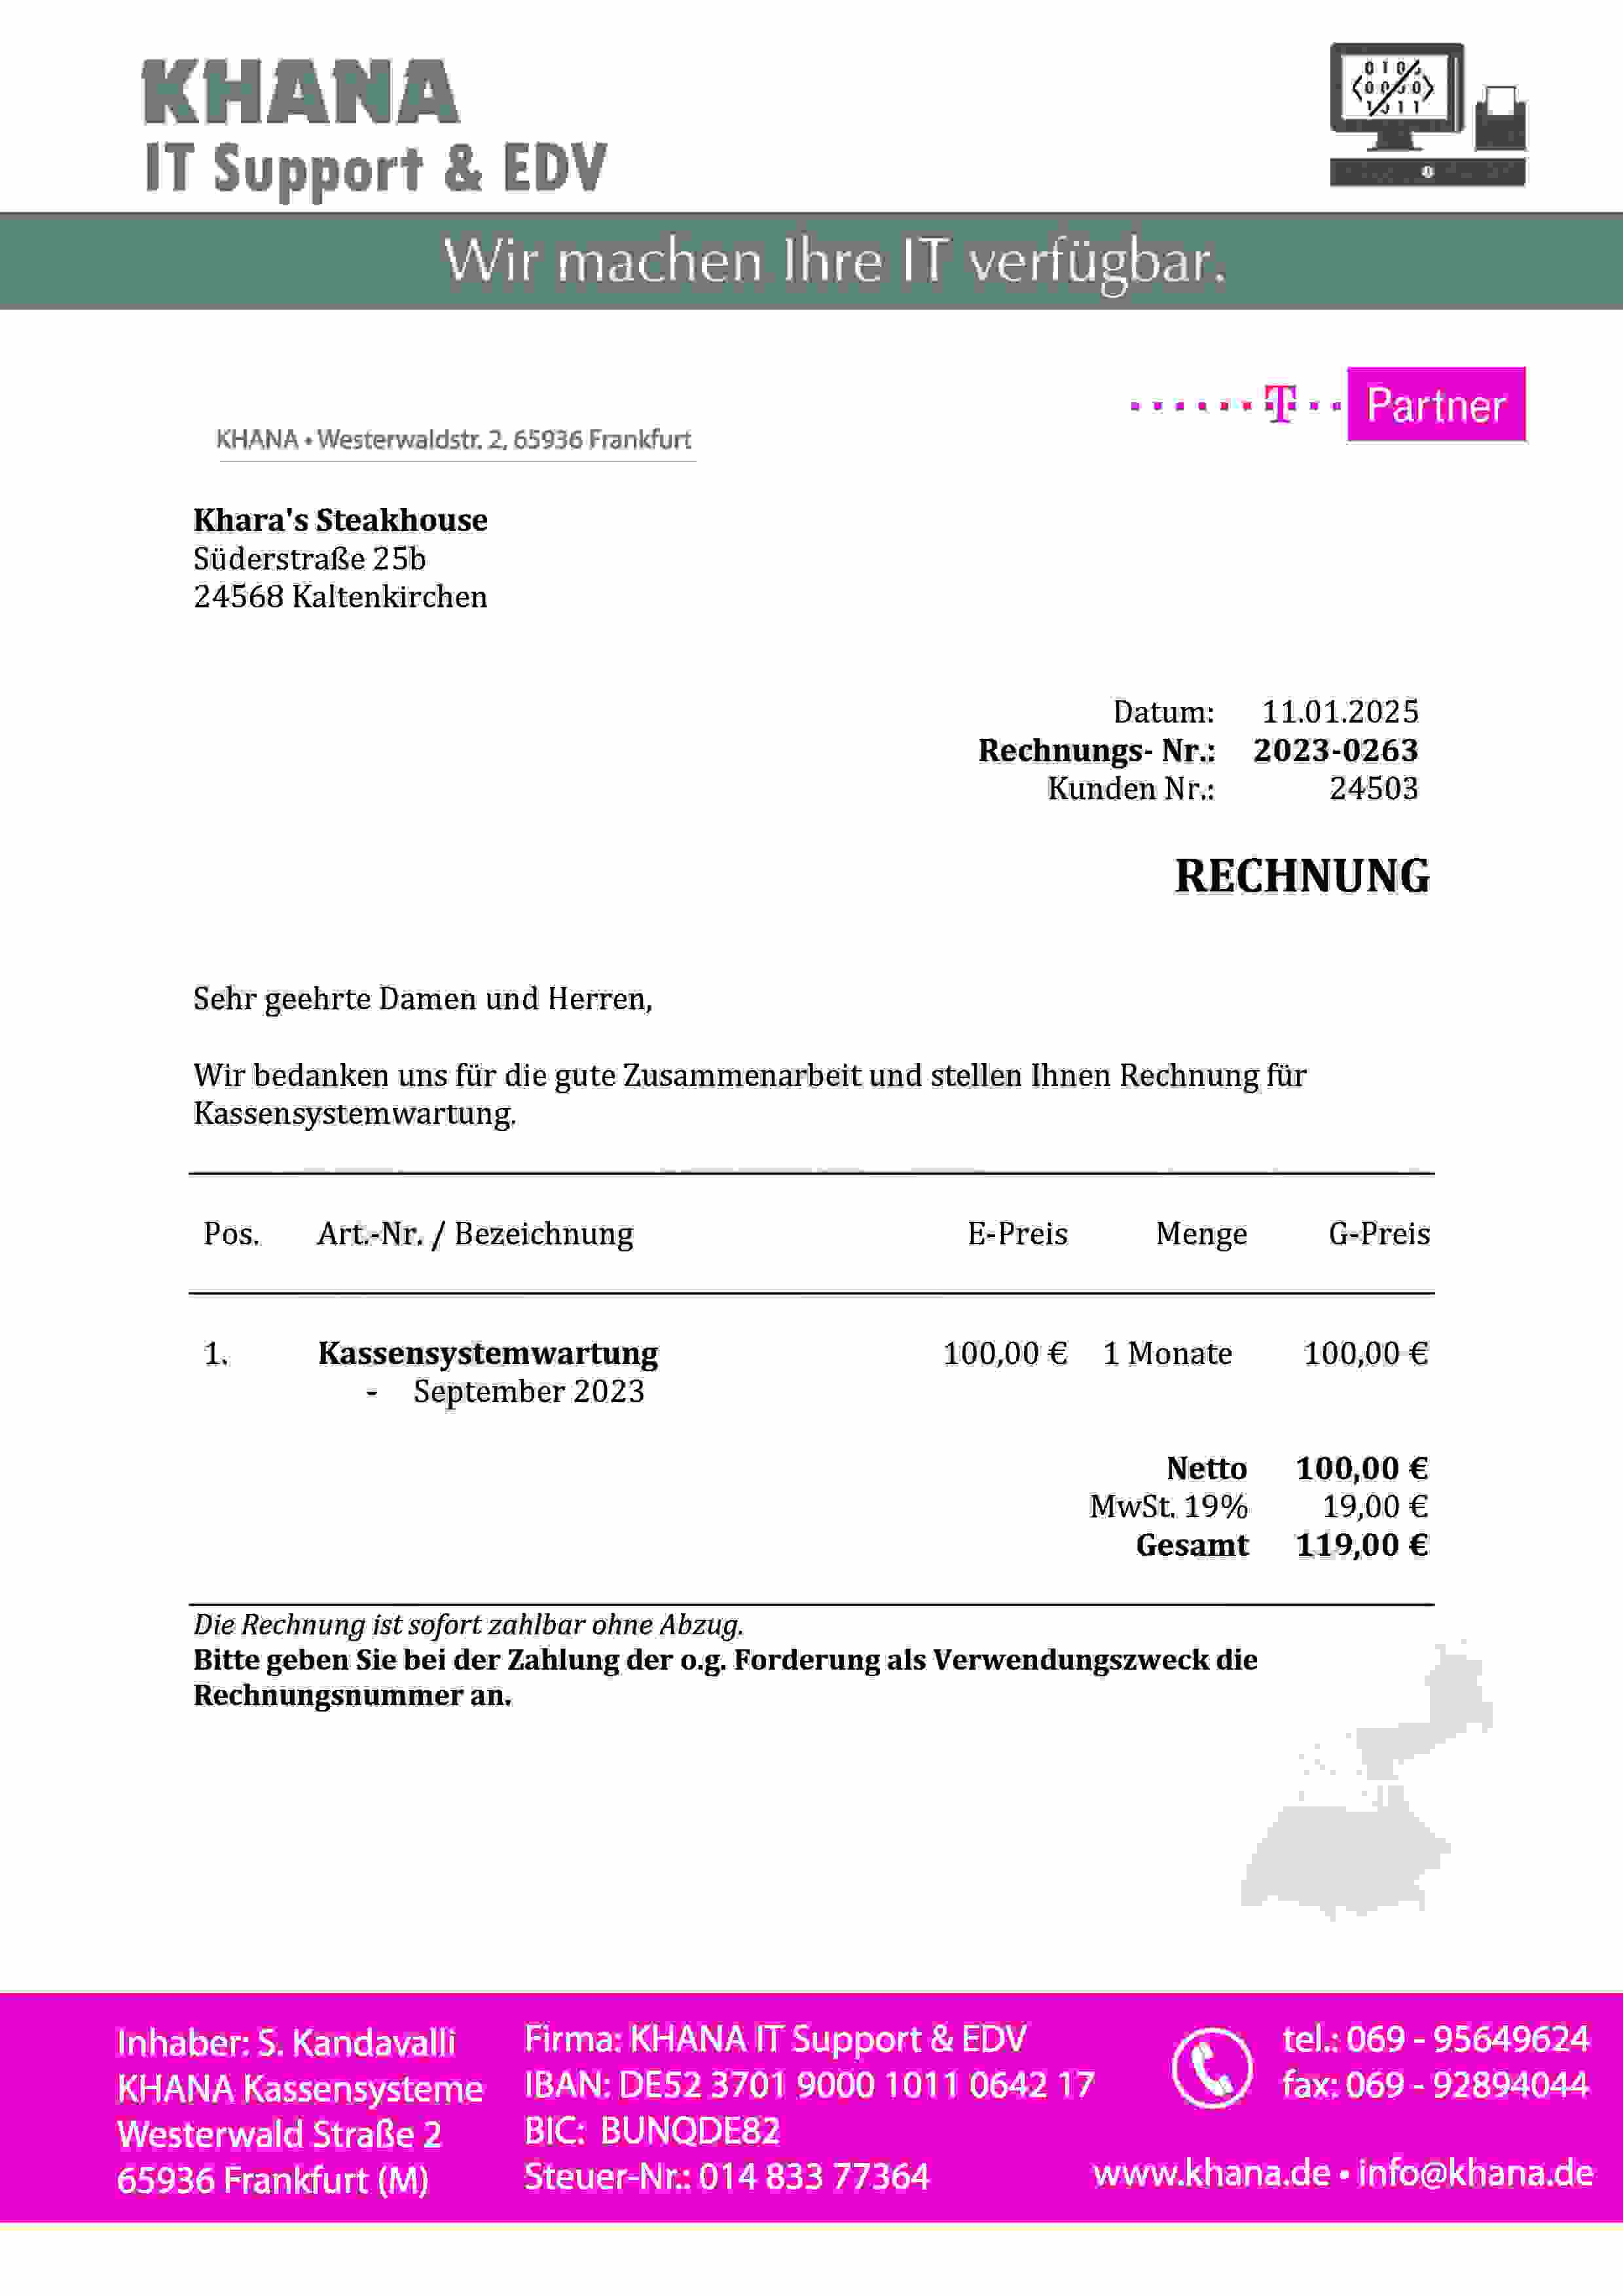 KHANA
IT Support & EDV
0 1 0
Wir machen Ihre IT verfügbar.
T Partner
KHANA • Westerwaldstr. 2, 65936 Frankfurt
Khara's Steakhouse
Süderstraße 25b
24568 Kaltenkirchen
Datum: 11.01.2025
Rechnungs- Nr.: 2023-0263
Kunden Nr.: 24503
RECHNUNG
Sehr geehrte Damen und Herren,
Wir bedanken uns für die gute Zusammenarbeit und stellen Ihnen Rechnung für
Kassensystemwartung.
Pos. Art.-Nr. / Bezeichnung E-Preis Menge G-Preis
1. Kassensystemwartung 100,00 € 1 Monate 100,00 €
- September 2023
Netto 100,00 €
MwSt. 19% 19,00 €
Gesamt 119,00 €
Die Rechnung ist sofort zahlbar ohne Abzug.
Bitte geben Sie bei der Zahlung der o.g. Forderung als Verwendungszweck die
Rechnungsnummer an.
Inhaber: S. Kandavalli
KHANA Kassensysteme
Westerwald Straße 2
65936 Frankfurt (M)
Firma: KHANA IT Support & EDV
IBAN: DE52 3701 9000 1011 0642 17
BIC: BUNQDE82
Steuer-Nr.: 014 833 77364
tel.: 069 - 95649624
fax: 069 - 92894044
www.khana.de • info@khana.de